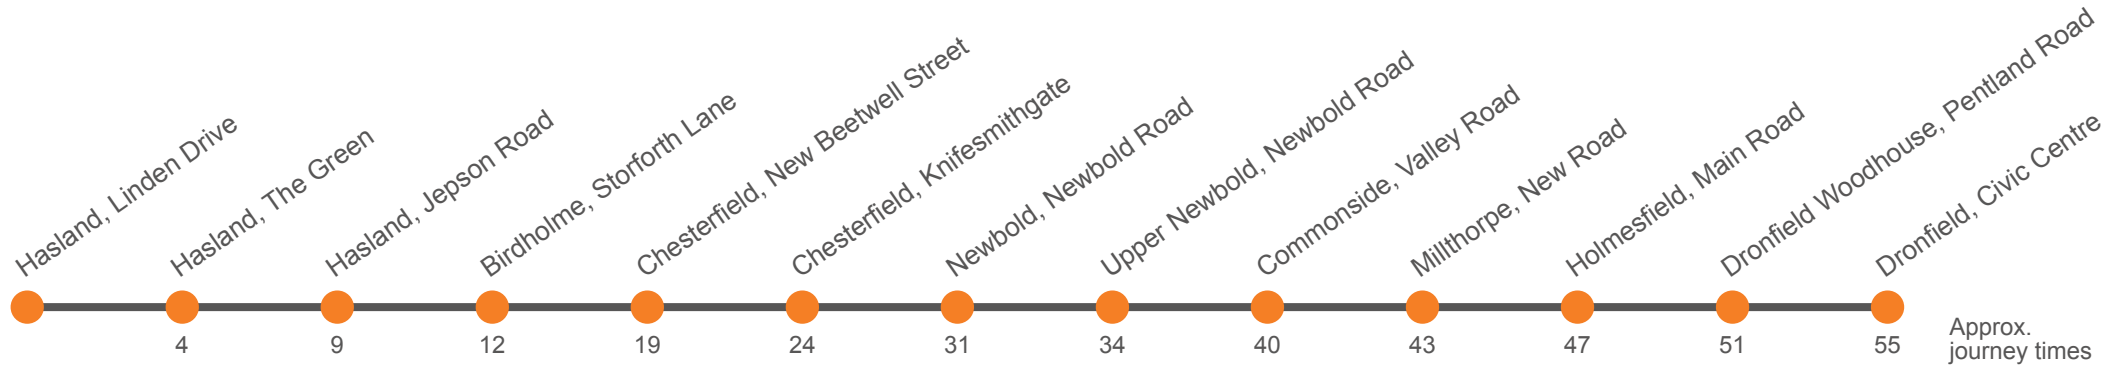 Hasland, Linden Drive
Hasland, The Green
Hasland, Jepson Road
Birdholme, Storforth Lane
Chesterfield, New Beetwell Street
Chesterfield, Knifesmithgate
Newbold, Newbold Road
Upper Newbold, Newbold Road
Commonside, Valley Road
Millthorpe, New Road
Holmesfield, Main Road
Dronfield Woodhouse, Pentland Road
Dronfield, Civic Centre
4 9 12 19 24 31 34 40 43 47 51 55
Approx.
journey times